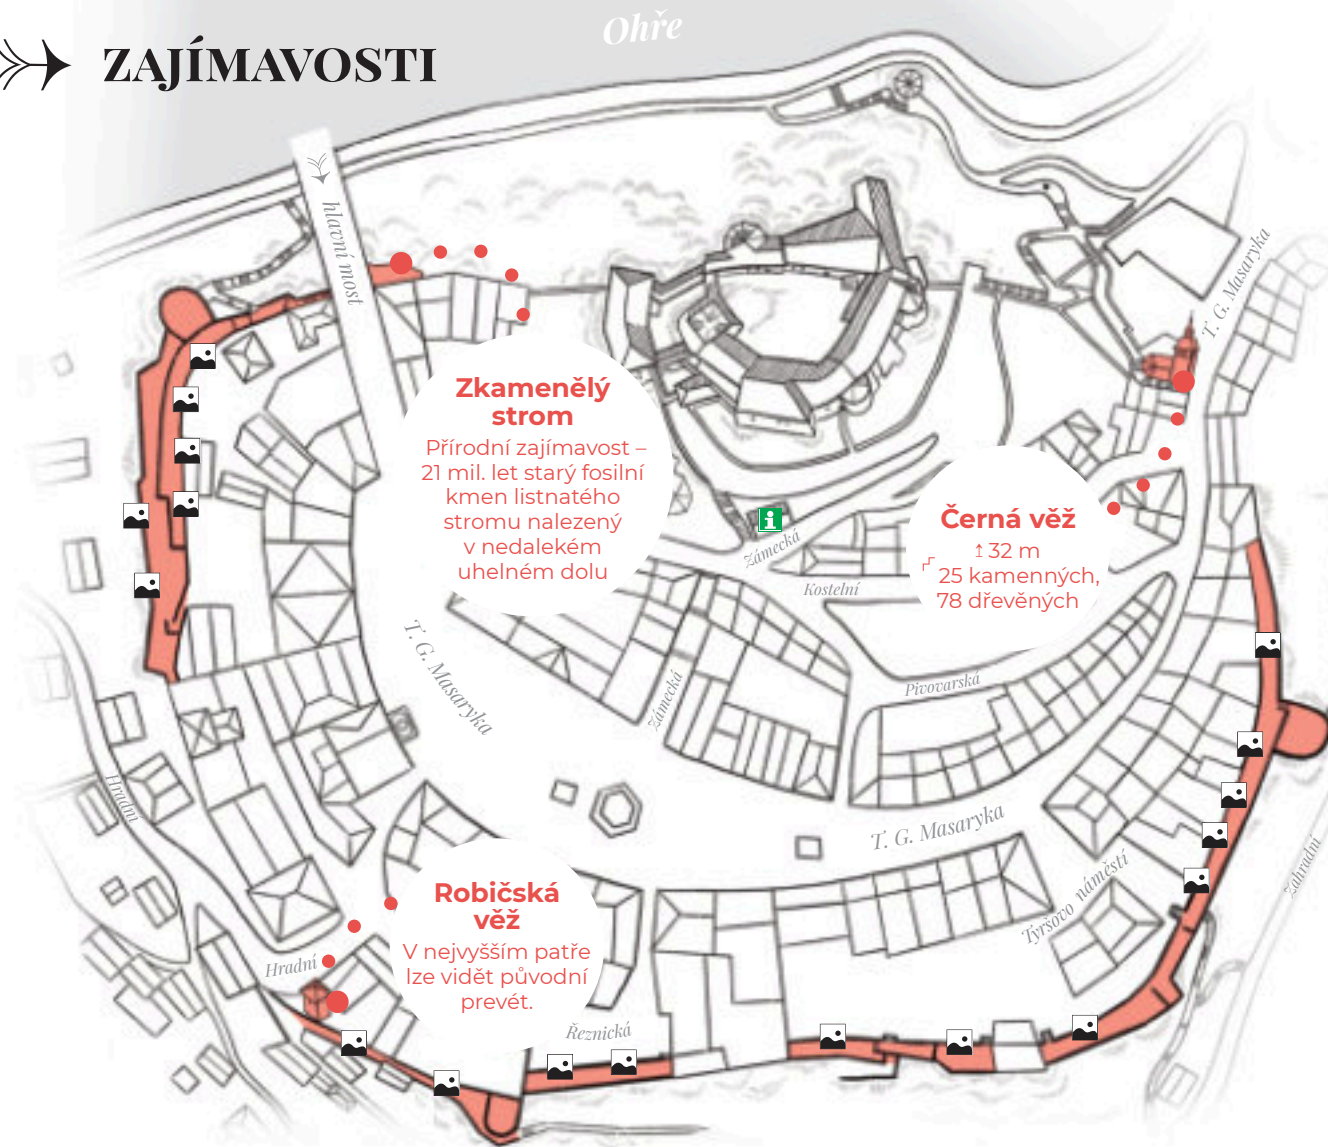 Ohře
ZAJÍMAVOSTI
hlavní most
T. G. Masaryka
Zkamenělý
strom
Přírodní zajímavost –
21 mil. let starý fosilní
kmen listnatého
stromu nalezený
v nedalekém
uhelném dolu
Černá věž
↥ 32 m
25 kamenných,
78 dřevěných
Zámecká
Kostelní
T. G. Masaryka
Zámecká
Pivovarská
Hradní
T. G. Masaryka
Tyršovo náměstí
Zahradní
Robičská
věž
V nejvyšším patře
lze vidět původní
prevét.
Hradní
Řeznická